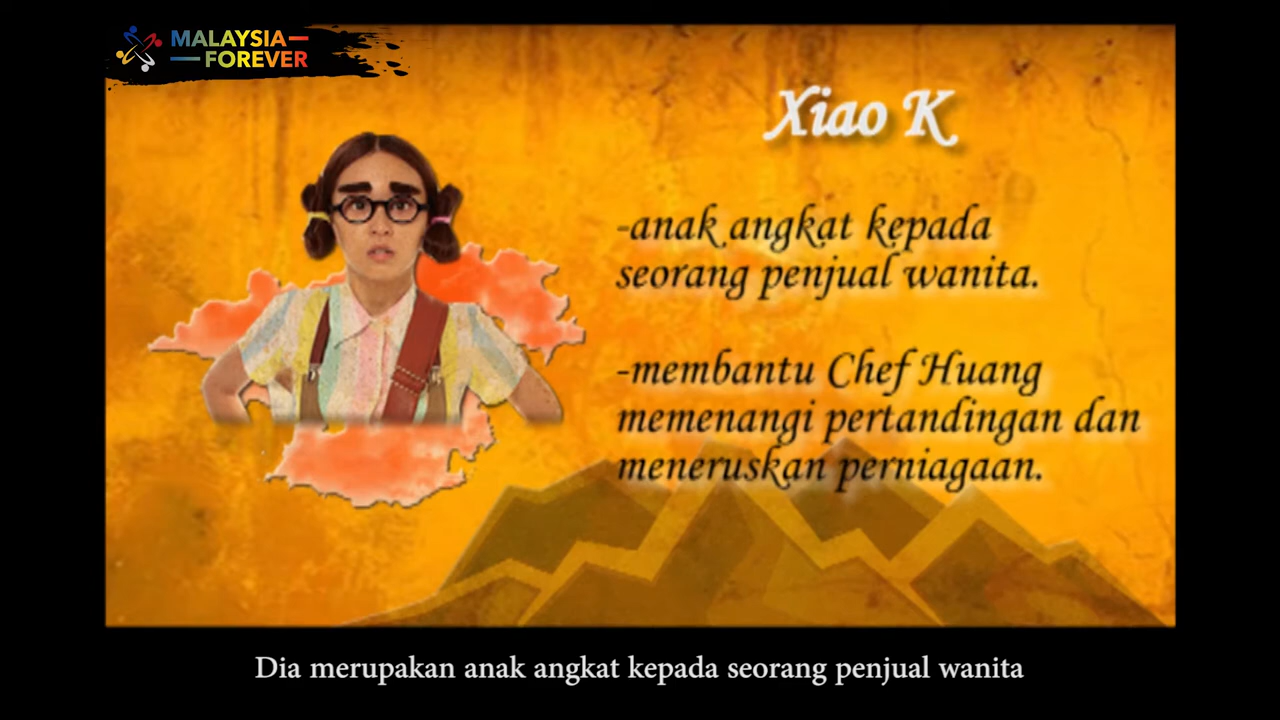 MALAYSIA
FOREVER
Xiao K
-anak angkat kepada
seorang penjual wanita.
-membantu Chef Huang
memenangi pertandingan dan
meneruskan perniagaan.
Dia merupakan anak angkat kepada seorang penjual wanita